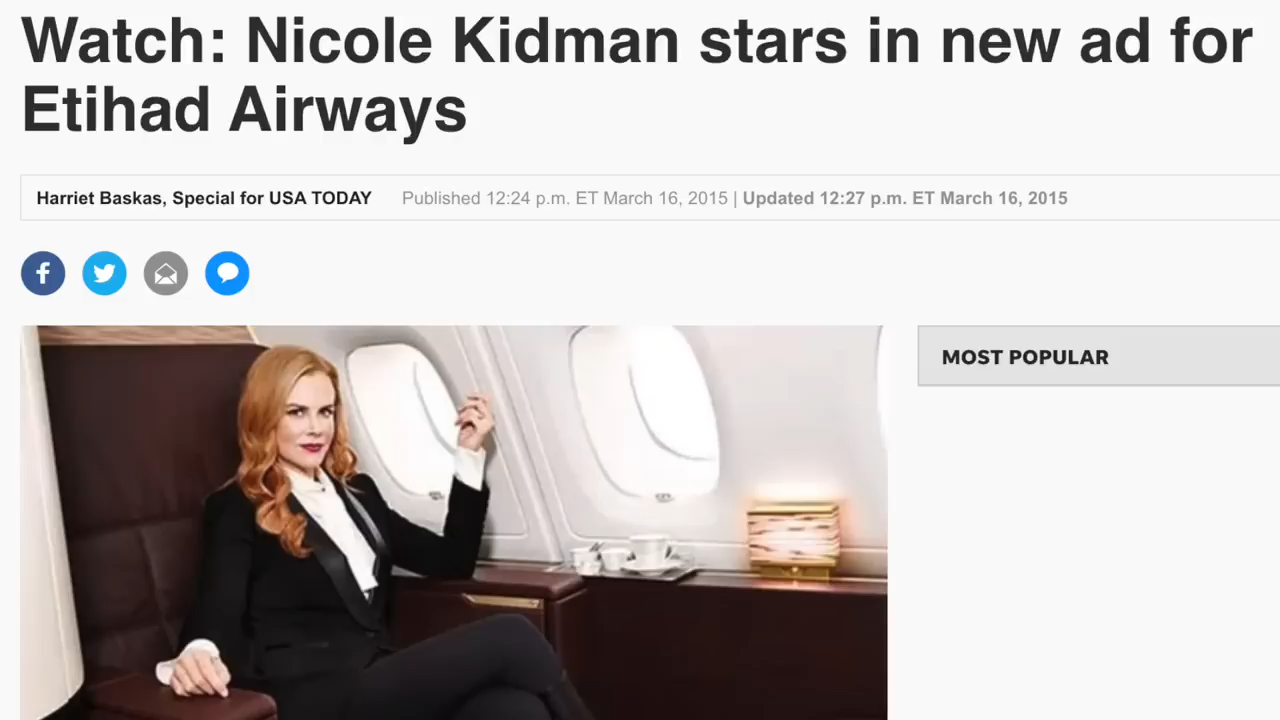 Watch: Nicole Kidman stars in new ad for
Etihad Airways
Harriet Baskas, Special for USA TODAY Published 12:24 p.m. ET March 16, 2015 | Updated 12:27 p.m. ET March 16, 2015
MOST POPULAR